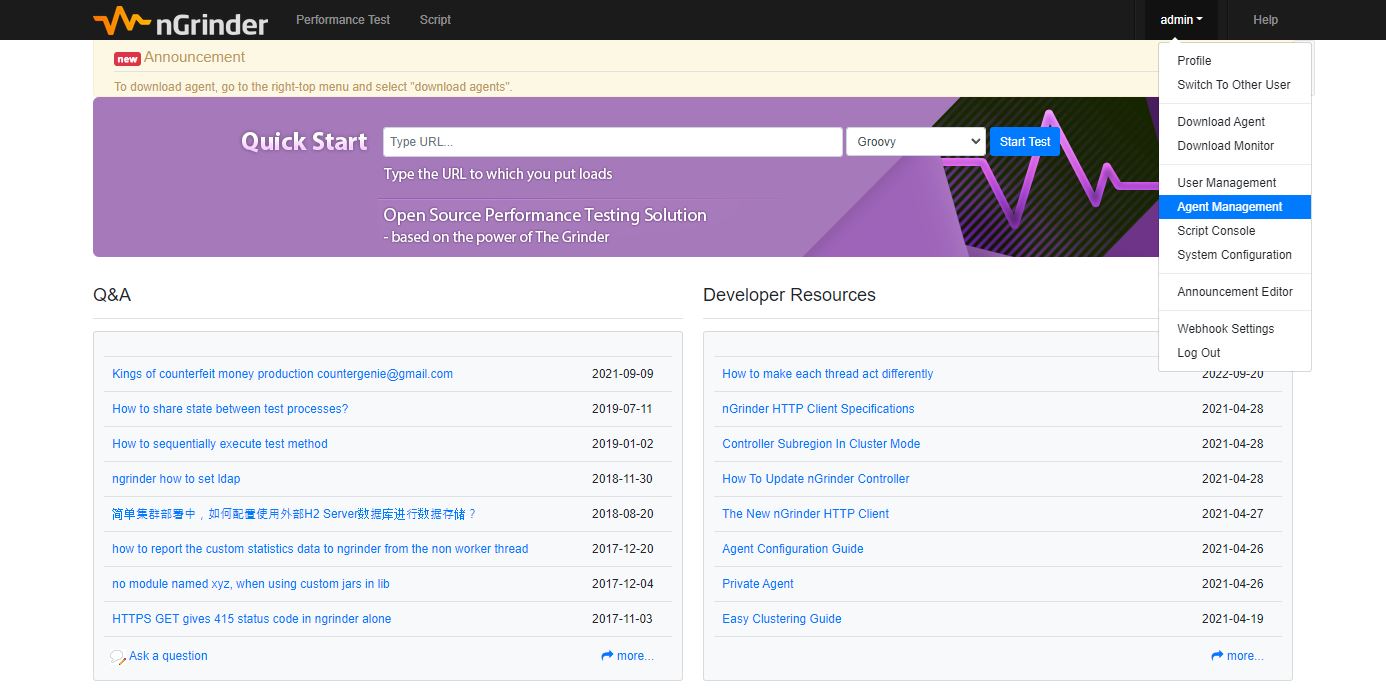 nGrinder Performance Test Script admin Help
new Announcement
To download agent, go to the right-top menu and select "download agents".
Quick Start Type URL... Groovy Start Test
Type the URL to which you put loads
Open Source Performance Testing Solution
- based on the power of The Grinder
Profile
Switch To Other User
Download Agent
Download Monitor
User Management
Agent Management
Script Console
System Configuration
Announcement Editor
Webhook Settings
Log Out
Q&A
Kings of counterfeit money production countergenie@gmail.com 2021-09-09
How to share state between test processes? 2019-07-11
How to sequentially execute test method 2019-01-02
ngrinder how to set ldap 2018-11-30
简单集群部署中，如何配置使用外部H2 Server数据库进行数据存储？ 2018-08-20
how to report the custom statistics data to ngrinder from the non worker thread 2017-12-20
no module named xyz, when using custom jars in lib 2017-12-04
HTTPS GET gives 415 status code in ngrinder alone 2017-11-03
Ask a question more...
Developer Resources
How to make each thread act differently 2022-09-20
nGrinder HTTP Client Specifications 2021-04-28
Controller Subregion In Cluster Mode 2021-04-28
How To Update nGrinder Controller 2021-04-28
The New nGrinder HTTP Client 2021-04-27
Agent Configuration Guide 2021-04-26
Private Agent 2021-04-26
Easy Clustering Guide 2021-04-19
more...